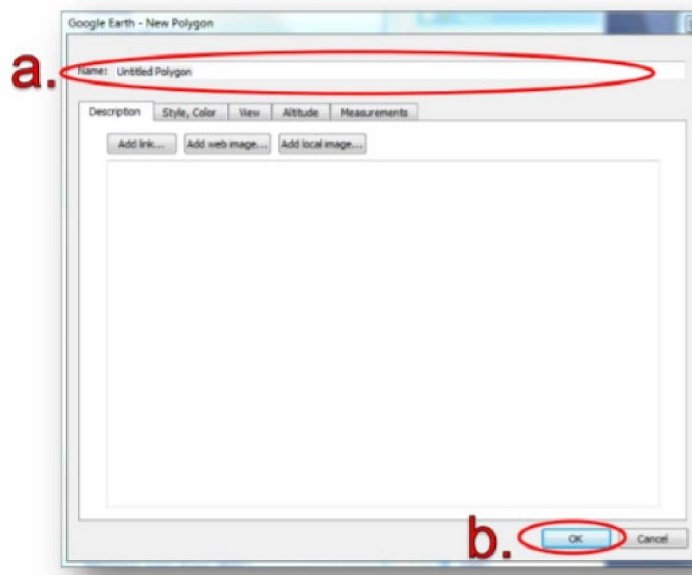 Google Earth - New Polygon
a.
Name: Untitled Polygon
Description Style, Color View Altitude Measurements
Add link... Add web image... Add local image...
b.
OK Cancel